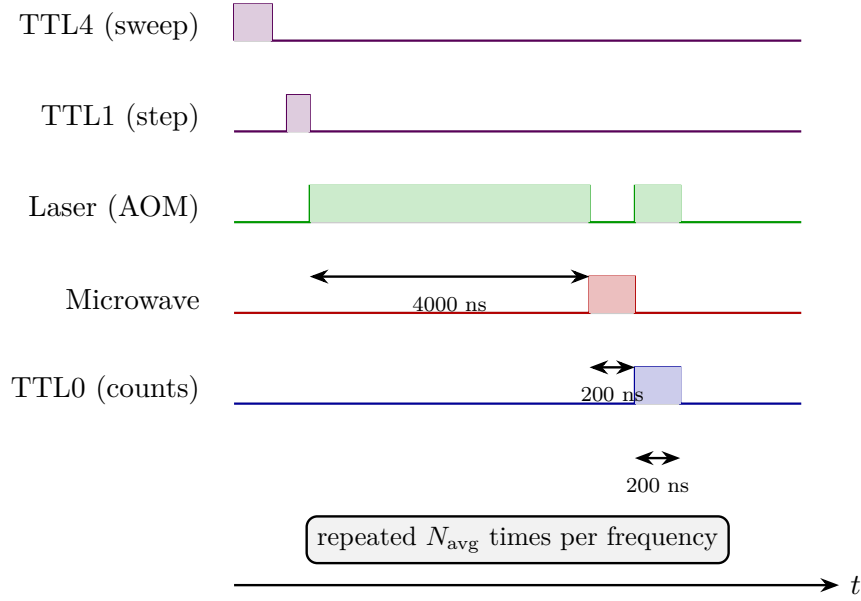 TTL4 (sweep)
TTL1 (step)
Laser (AOM)
Microwave
4000 ns
TTL0 (counts)
200 ns
200 ns
repeated N_avg times per frequency
t